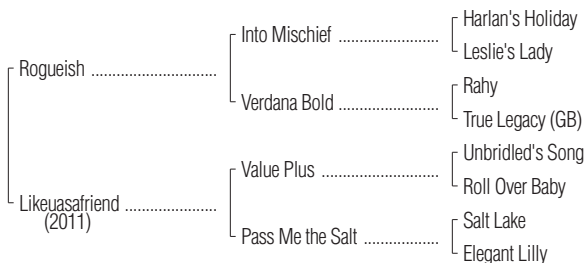 Harlan's Holiday
Into Mischief
Leslie's Lady
Rogueish
Rahy
Verdana Bold
True Legacy (GB)
Unbridled's Song
Value Plus
Roll Over Baby
Likeuasafriend
(2011)
Salt Lake
Pass Me the Salt
Elegant Lilly